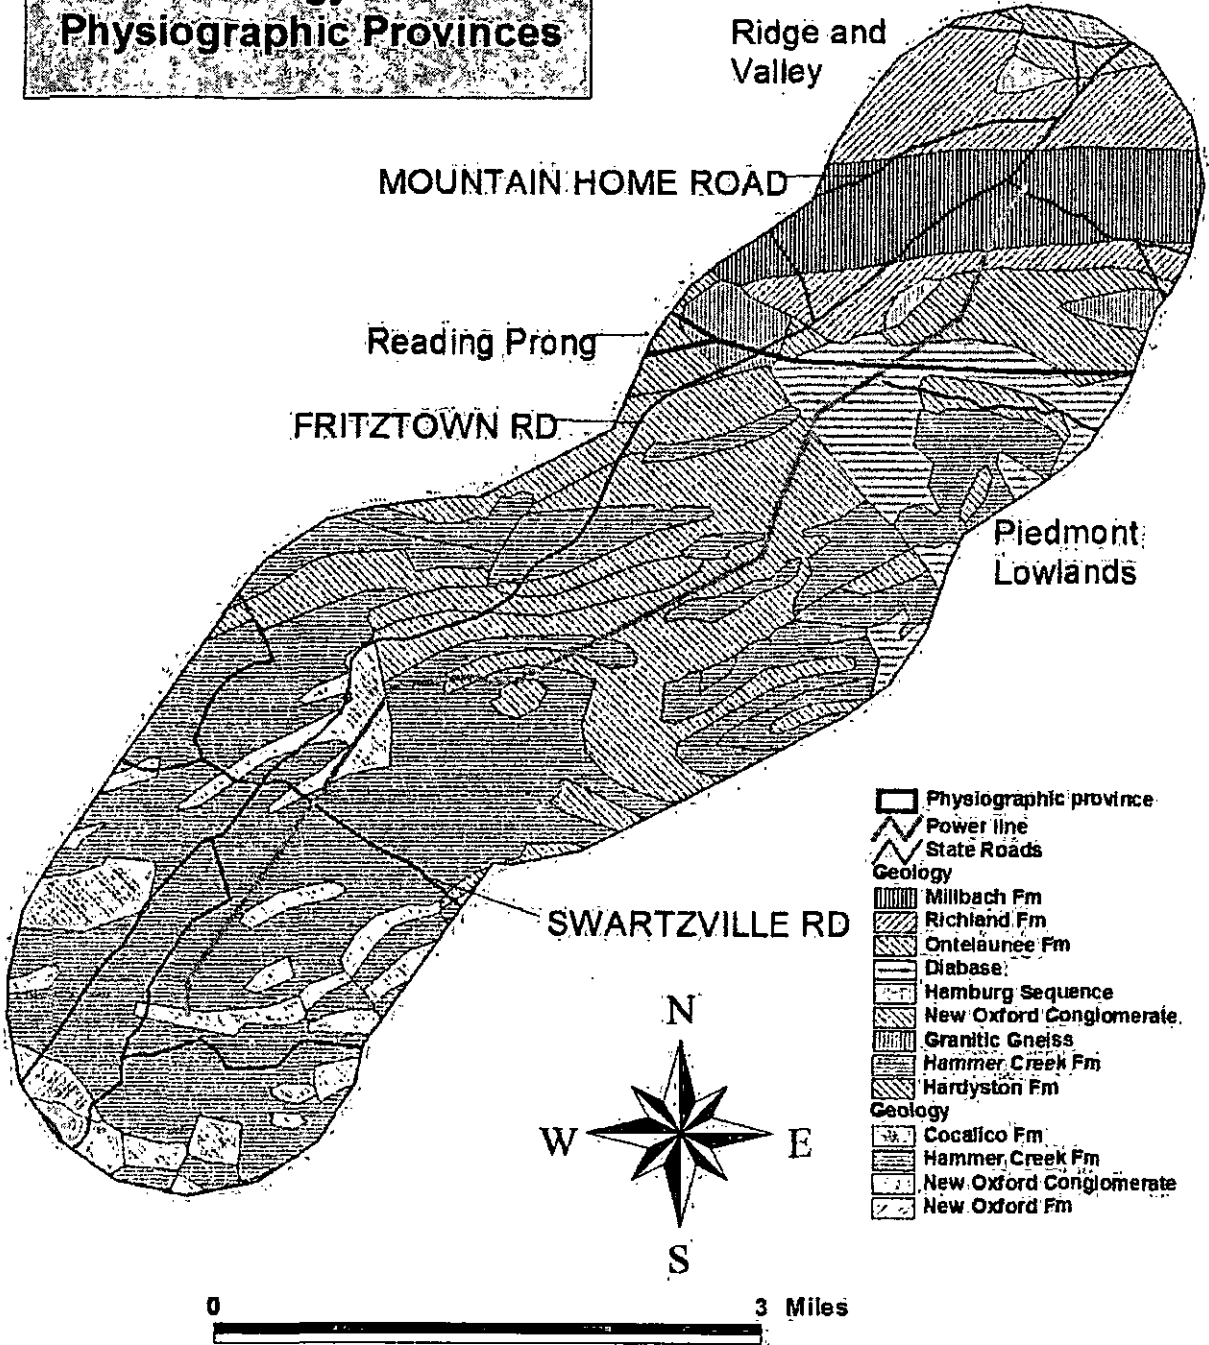 Physiographic Provinces
Ridge and
Valley
MOUNTAIN HOME ROAD
Reading Prong
FRITZTOWN RD
Piedmont
Lowlands
SWARTZVILLE RD
Physiographic province
Power line
State Roads
Geology
Millbach Fm
Richland Fm
Ontelaunee Fm
Diabase
Hamburg Sequence
New Oxford Conglomerate
Granitic Gneiss
Hammer Creek Fm
Hardyston Fm
Geology
Cocalico Fm
Hammer Creek Fm
New Oxford Conglomerate
New Oxford Fm
N
W E
S
0 3 Miles